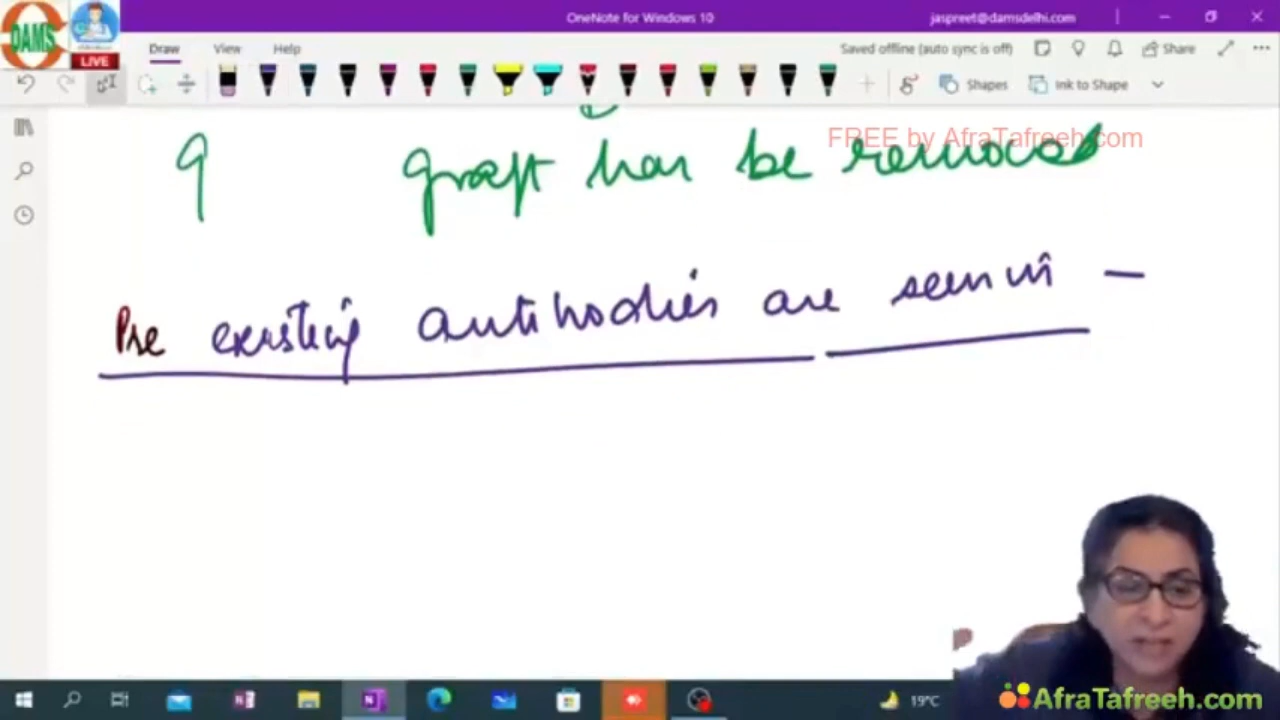 DAMS
LIVE
OneNote for Windows 10
jaspreet@damsdelhi.com
Draw View Help
Saved offline (auto sync is off)
Share
Shapes
Ink to Shape
FREE by AfraTafreeh.com
9 graft has be removed
Pre existing antibodies are seen in –
19°C
AfraTafreeh.com